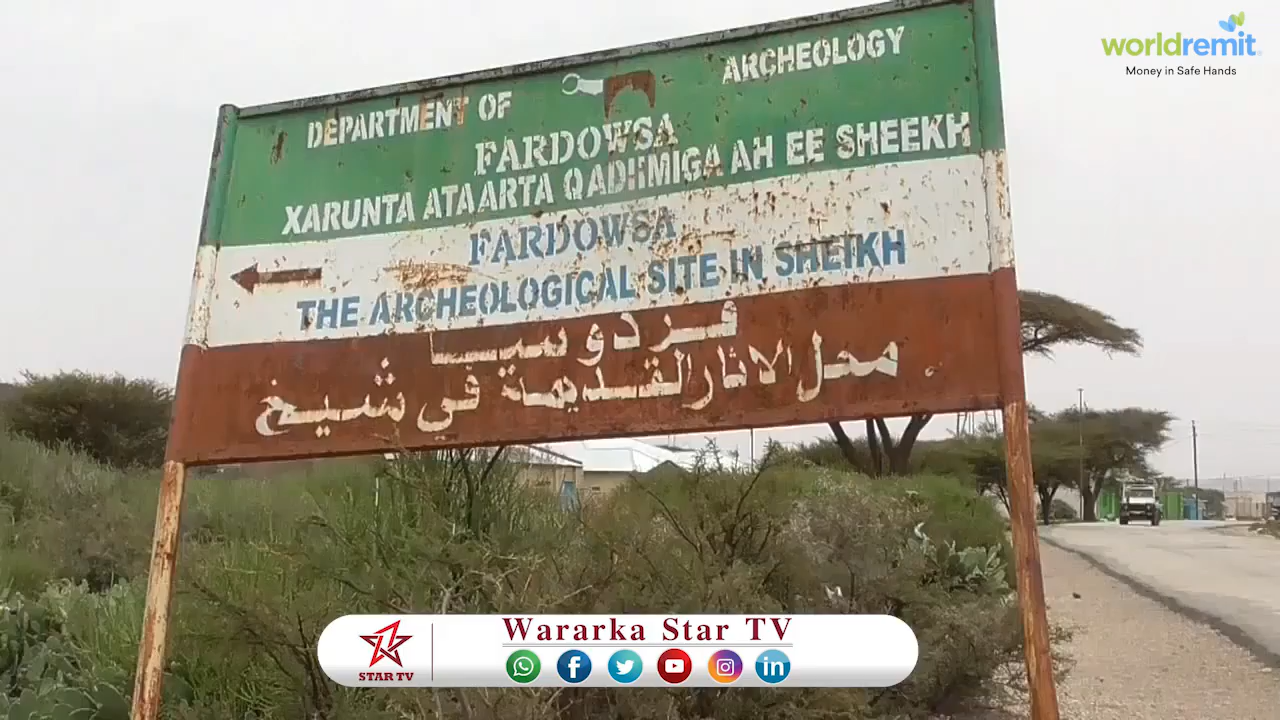 worldremit
Money in Safe Hands
DEPARTMENT OF ARCHEOLOGY
FARDOWSA
XARUNTA ATAARTA QADIIMIGA AH EE SHEEKH
FARDOWSA
THE ARCHEOLOGICAL SITE IN SHEIKH
فردوسا
محل الاثار القديمة في شيخ
STAR TV
Wararka Star TV